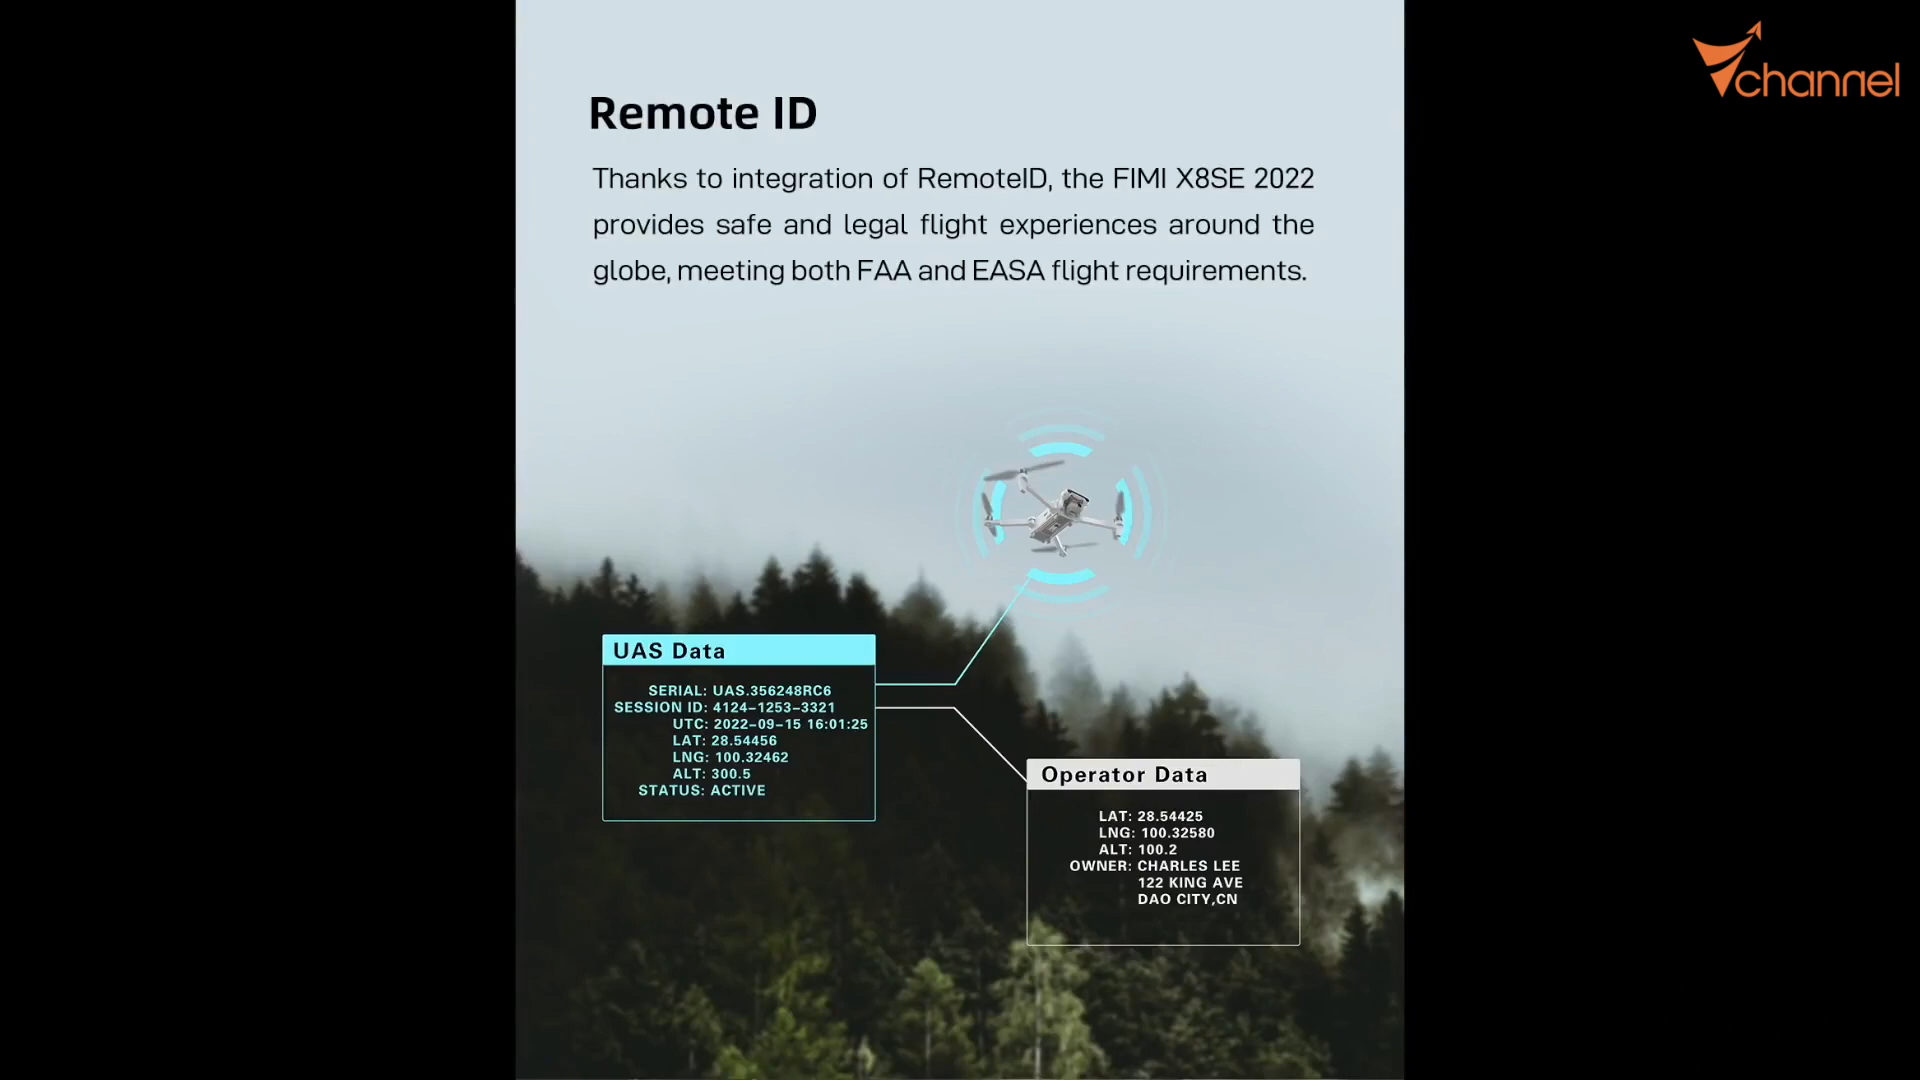 channel
Remote ID
Thanks to integration of RemoteID, the FIMI X8SE 2022
provides safe and legal flight experiences around the
globe, meeting both FAA and EASA flight requirements.
UAS Data
SERIAL: UAS.356248RC6
SESSION ID: 4124-1253-3321
UTC: 2022-09-15 16:01:25
LAT: 28.54456
LNG: 100.32462
ALT: 300.5
STATUS: ACTIVE
Operator Data
LAT: 28.54425
LNG: 100.32580
ALT: 100.2
OWNER: CHARLES LEE
122 KING AVE
DAO CITY,CN